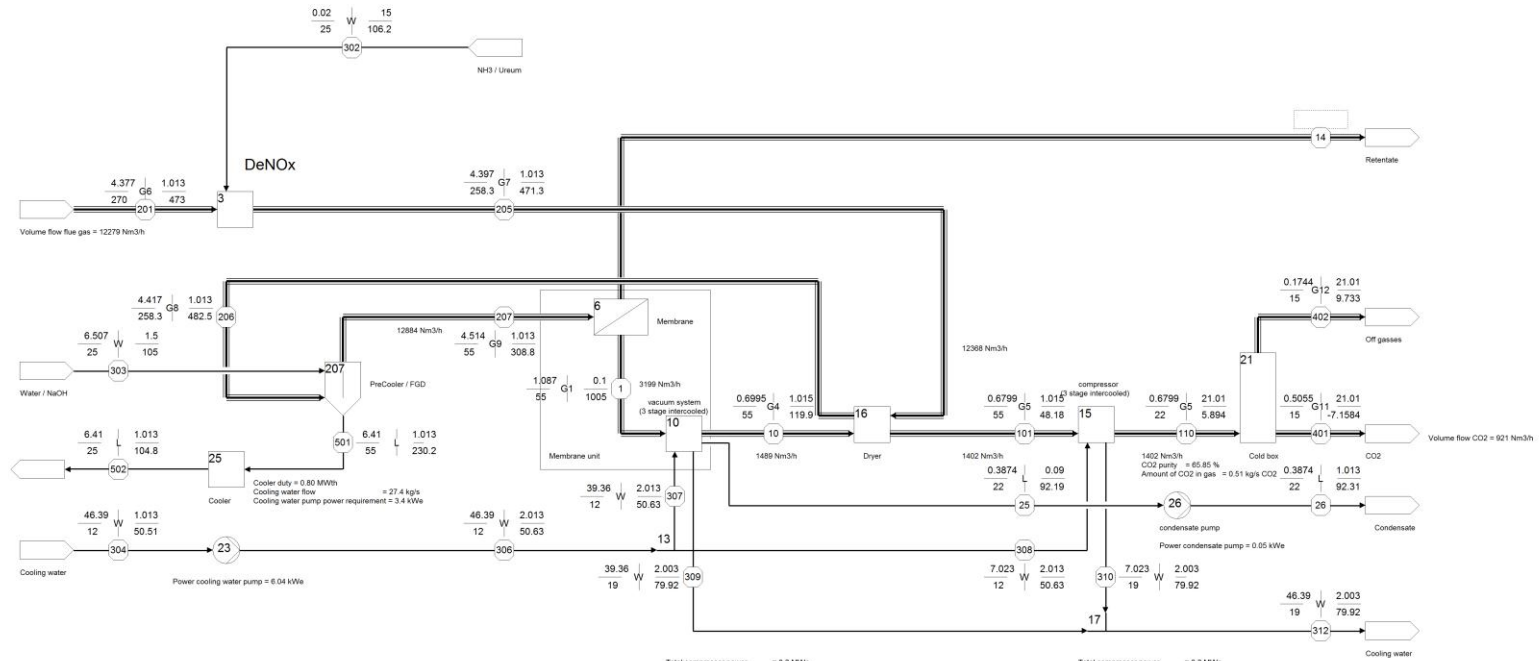 0.02 W 15
25 106.2
302
NH3 / Ureum
14
Retentate
DeNOx
4.377 G6 1.013
270 473
201
3
4.397 G7 1.013
258.3 471.3
205
Volume flow flue gas = 12279 Nm3/h
4.417 G8 1.013
258.3 482.5
206
6.507 W 1.5
25 105
303
Water / NaOH
12884 Nm3/h
207
4.514 G9 1.013
55 308.8
6
Membrane
207
PreCooler / FGD
1.087 G1 0.1
55 1005
1
3199 Nm3/h
vacuum system
(3 stage intercooled)
10
Membrane unit
0.6995 G4 1.015
55 119.9
10
1489 Nm3/h
16
Dryer
12368 Nm3/h
0.6799 G5 1.015
55 48.18
101
1402 Nm3/h
compressor
(3 stage intercooled)
15
0.6799 G5 21.01
22 5.894
110
1402 Nm3/h
CO2 purity = 65.85 %
Amount of CO2 in gas = 0.51 kg/s CO2
21
Cold box
0.1744 G12 21.01
15 9.733
402
Off gasses
0.5055 G11 21.01
15 -7.1584
401
CO2
Volume flow CO2 = 921 Nm3/h
6.41 L 1.013
25 104.8
502
25
Cooler
501
6.41 L 1.013
55 230.2
Cooler duty = 0.80 MWth
Cooling water flow = 27.4 kg/s
Cooling water pump power requirement = 3.4 kWe
0.3874 L 0.09
22 92.19
25
26
condensate pump
Power condensate pump = 0.05 kWe
0.3874 L 1.013
22 92.31
26
Condensate
46.39 W 1.013
12 50.51
304
Cooling water
23
Power cooling water pump = 6.04 kWe
46.39 W 2.013
12 50.63
306
39.36 W 2.013
12 50.63
307
13
308
7.023 W 2.013
12 50.63
39.36 W 2.003
19 79.92
309
310
7.023 W 2.003
19 79.92
17
46.39 W 2.003
19 79.92
312
Cooling water